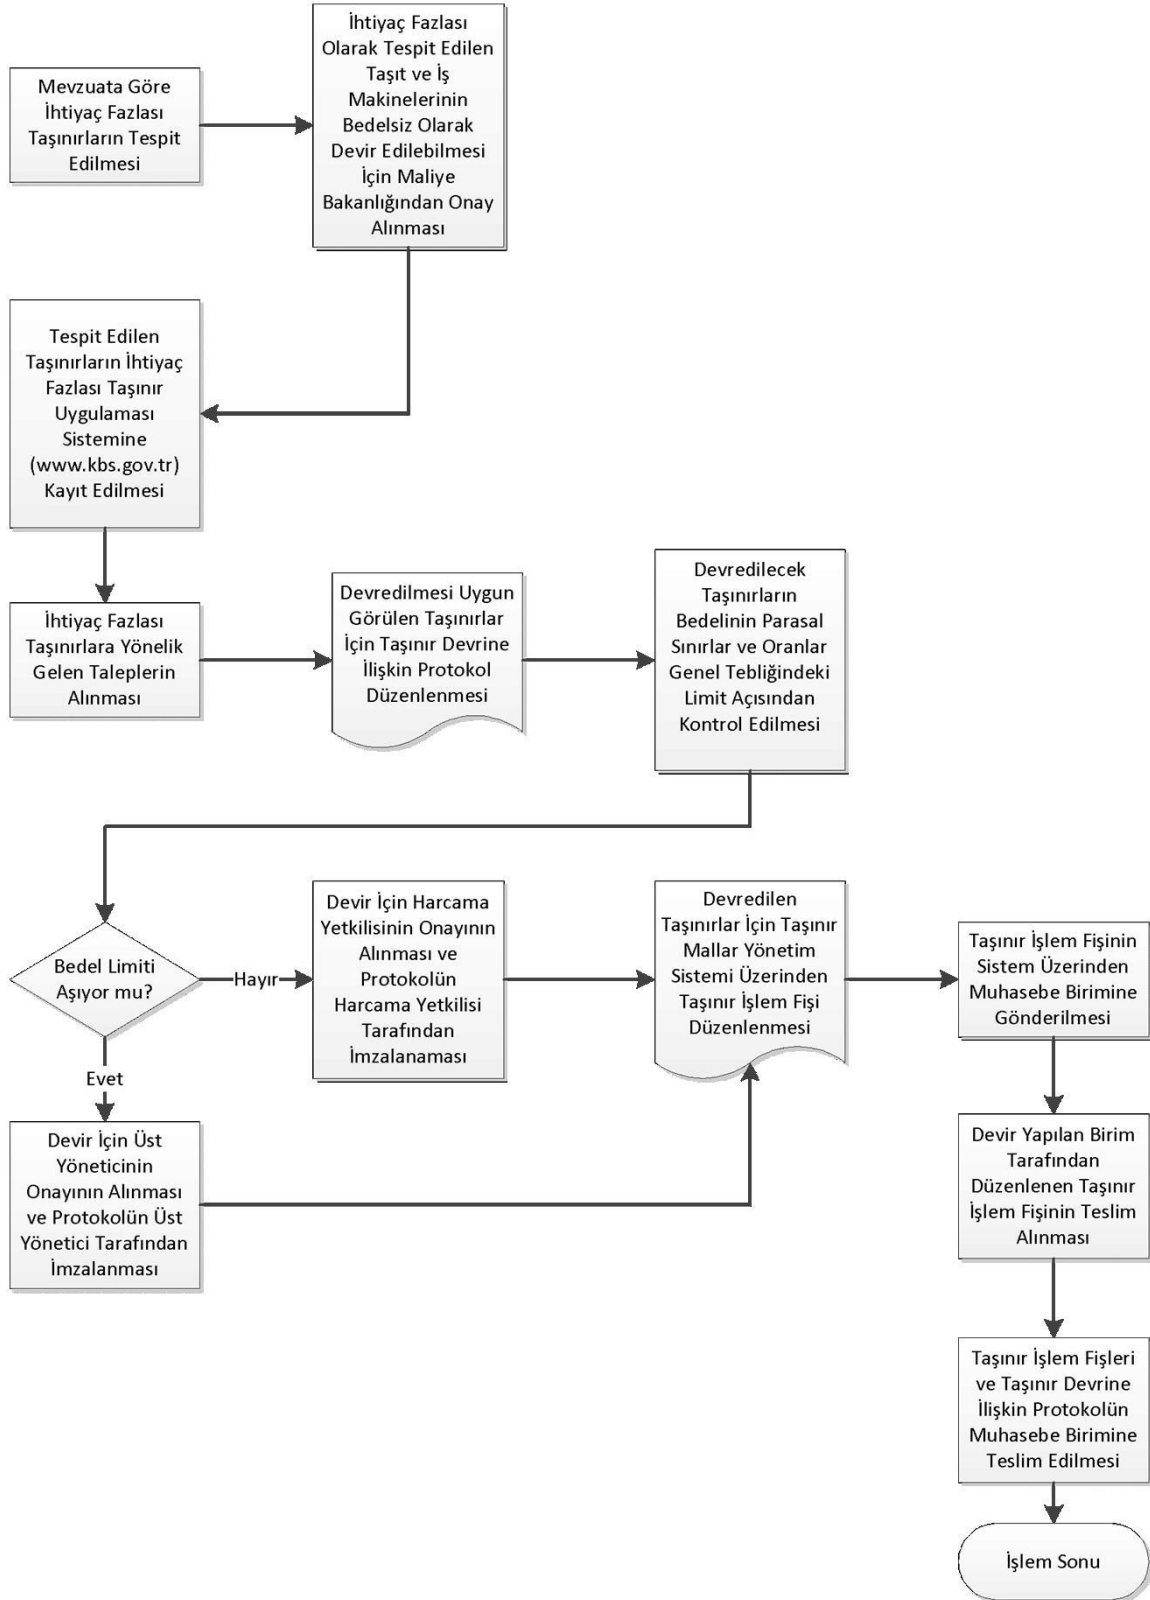 Mevzuata Göre
İhtiyaç Fazlası
Taşınırların Tespit
Edilmesi
İhtiyaç Fazlası
Olarak Tespit Edilen
Taşıt ve İş
Makinelerinin
Bedelsiz Olarak
Devir Edilebilmesi
İçin Maliye
Bakanlığından Onay
Alınması
Tespit Edilen
Taşınırların İhtiyaç
Fazlası Taşınır
Uygulaması
Sistemine
(www.kbs.gov.tr)
Kayıt Edilmesi
İhtiyaç Fazlası
Taşınırlara Yönelik
Gelen Taleplerin
Alınması
Devredilmesi Uygun
Görülen Taşınırlar
İçin Taşınır Devrine
İlişkin Protokol
Düzenlenmesi
Devredilecek
Taşınırların
Bedelinin Parasal
Sınırlar ve Oranlar
Genel Tebliğindeki
Limit Açısından
Kontrol Edilmesi
Bedel Limiti
Aşıyor mu?
Hayır
Devir İçin Harcama
Yetkilisinin Onayının
Alınması ve
Protokolün
Harcama Yetkilisi
Tarafından
İmzalanaması
Evet
Devir İçin Üst
Yöneticinin
Onayının Alınması
ve Protokolün Üst
Yönetici Tarafından
İmzalanması
Devredilen
Taşınırlar İçin Taşınır
Mallar Yönetim
Sistemi Üzerinden
Taşınır İşlem Fişi
Düzenlenmesi
Taşınır İşlem Fişinin
Sistem Üzerinden
Muhasebe Birimine
Gönderilmesi
Devir Yapılan Birim
Tarafından
Düzenlenen Taşınır
İşlem Fişinin Teslim
Alınması
Taşınır İşlem Fişleri
ve Taşınır Devrine
İlişkin Protokolün
Muhasebe Birimine
Teslim Edilmesi
İşlem Sonu